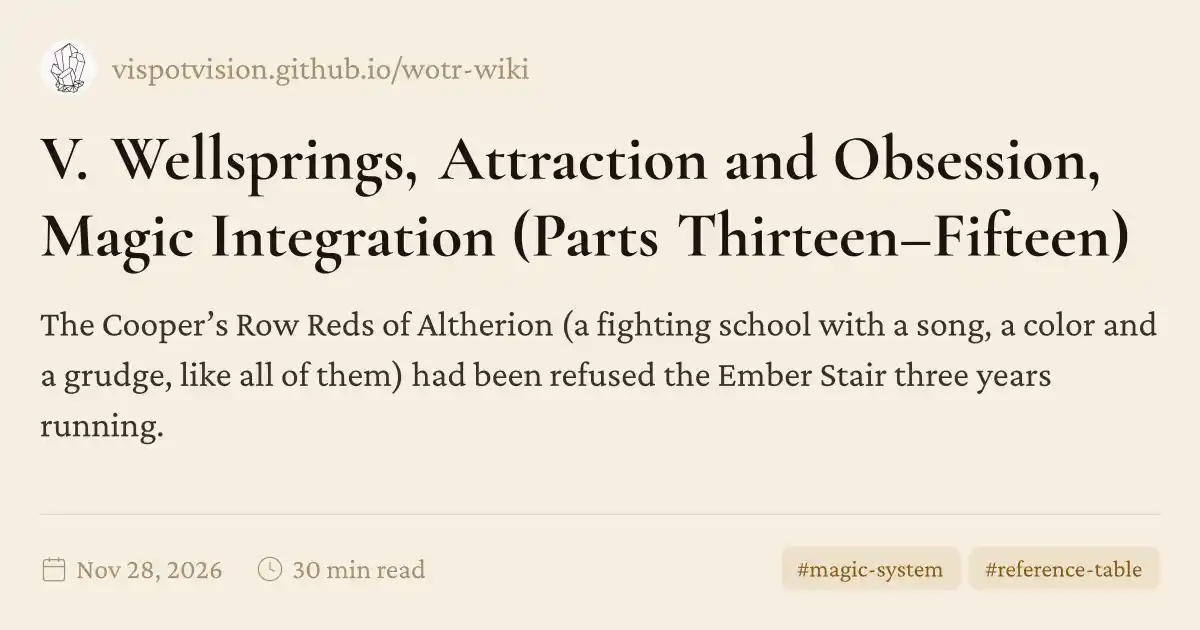 vispotvision.github.io/wotr-wiki
V. Wellsprings, Attraction and Obsession,
Magic Integration (Parts Thirteen–Fifteen)
The Cooper’s Row Reds of Altherion (a fighting school with a song, a color and
a grudge, like all of them) had been refused the Ember Stair three years
running.
Nov 28, 2026
30 min read
#magic-system
#reference-table